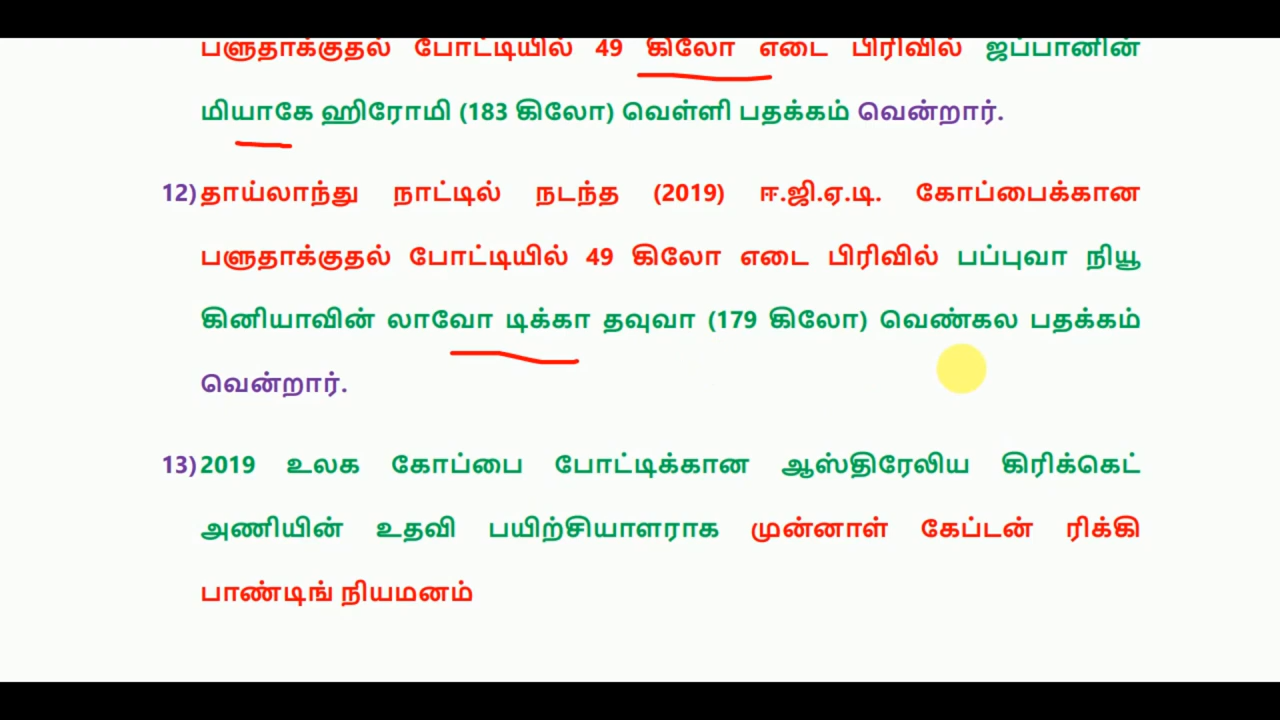 பளுதாக்குதல் போட்டியில் 49 கிலோ எடை பிரிவில் ஜப்பானின்
மியாகே ஹிரோமி (183 கிலோ) வெள்ளி பதக்கம் வென்றார்.
12) தாய்லாந்து நாட்டில் நடந்த (2019) ஈ.ஜி.ஏ.டி. கோப்பைக்கான
பளுதாக்குதல் போட்டியில் 49 கிலோ எடை பிரிவில் பப்புவா நியூ
கினியாவின் லாவோ டிக்கா தவுவா (179 கிலோ) வெண்கல பதக்கம்
வென்றார்.
13) 2019 உலக கோப்பை போட்டிக்கான ஆஸ்திரேலிய கிரிக்கெட்
அணியின் உதவி பயிற்சியாளராக முன்னாள் கேப்டன் ரிக்கி
பாண்டிங் நியமனம்